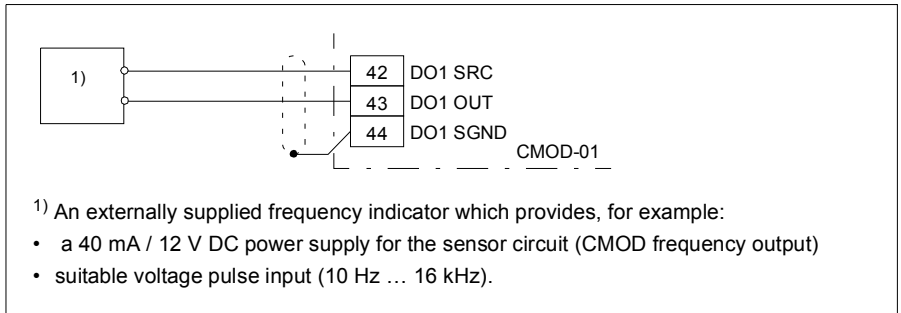 1)
42 DO1 SRC
43 DO1 OUT
44 DO1 SGND
CMOD-01
1) An externally supplied frequency indicator which provides, for example:
• a 40 mA / 12 V DC power supply for the sensor circuit (CMOD frequency output)
• suitable voltage pulse input (10 Hz … 16 kHz).